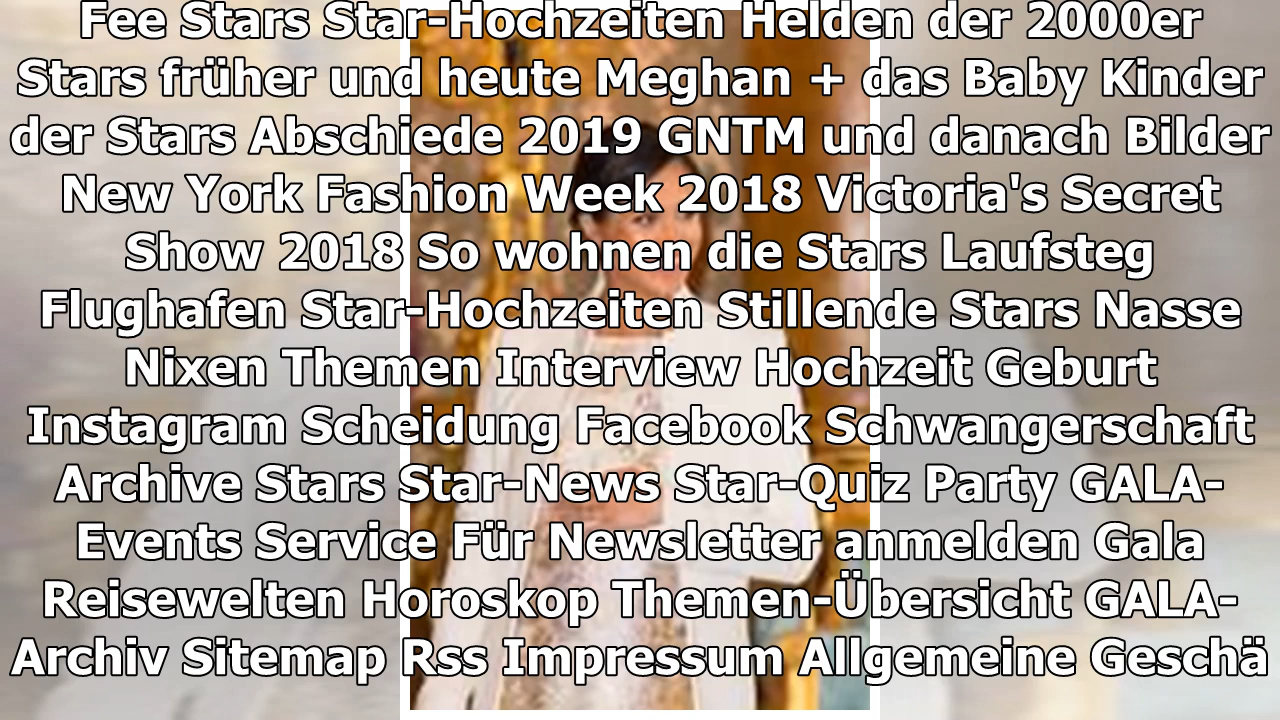 Fee Stars Star-Hochzeiten Helden der 2000er
Stars früher und heute Meghan + das Baby Kinder
der Stars Abschiede 2019 GNTM und danach Bilder
New York Fashion Week 2018 Victoria's Secret
Show 2018 So wohnen die Stars Laufsteg
Flughafen Star-Hochzeiten Stillende Stars Nasse
Nixen Themen Interview Hochzeit Geburt
Instagram Scheidung Facebook Schwangerschaft
Archive Stars Star-News Star-Quiz Party GALA-
Events Service Für Newsletter anmelden Gala
Reisewelten Horoskop Themen-Übersicht GALA-
Archiv Sitemap Rss Impressum Allgemeine Geschä